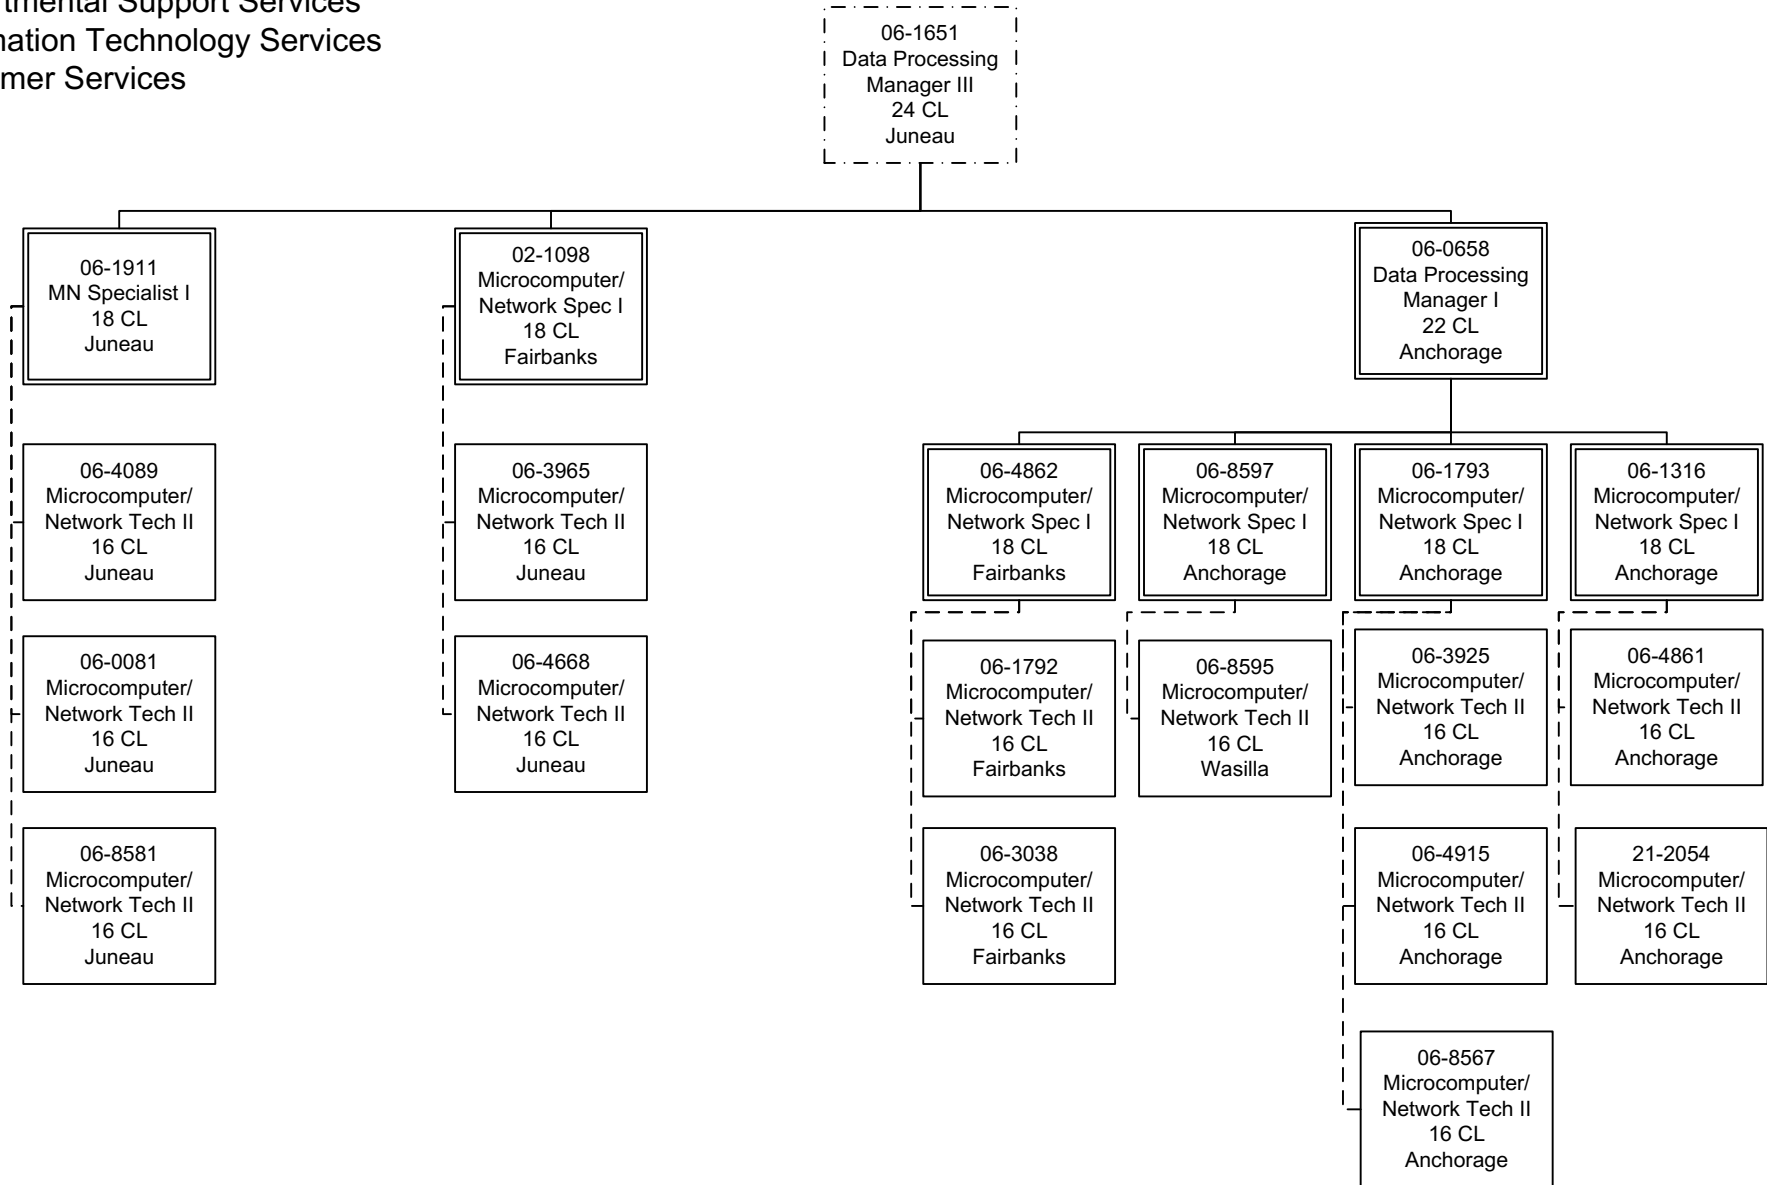 rtmental Support Services
nation Technology Services
mer Services
06-1651
Data Processing
Manager III
24 CL
Juneau
06-1911
MN Specialist I
18 CL
Juneau
02-1098
Microcomputer/
Network Spec I
18 CL
Fairbanks
06-0658
Data Processing
Manager I
22 CL
Anchorage
06-4089
Microcomputer/
Network Tech II
16 CL
Juneau
06-3965
Microcomputer/
Network Tech II
16 CL
Juneau
06-4862
Microcomputer/
Network Spec I
18 CL
Fairbanks
06-8597
Microcomputer/
Network Spec I
18 CL
Anchorage
06-1793
Microcomputer/
Network Spec I
18 CL
Anchorage
06-1316
Microcomputer/
Network Spec I
18 CL
Anchorage
06-0081
Microcomputer/
Network Tech II
16 CL
Juneau
06-4668
Microcomputer/
Network Tech II
16 CL
Juneau
06-1792
Microcomputer/
Network Tech II
16 CL
Fairbanks
06-8595
Microcomputer/
Network Tech II
16 CL
Wasilla
06-3925
Microcomputer/
Network Tech II
16 CL
Anchorage
06-4861
Microcomputer/
Network Tech II
16 CL
Anchorage
06-8581
Microcomputer/
Network Tech II
16 CL
Juneau
06-3038
Microcomputer/
Network Tech II
16 CL
Fairbanks
06-4915
Microcomputer/
Network Tech II
16 CL
Anchorage
21-2054
Microcomputer/
Network Tech II
16 CL
Anchorage
06-8567
Microcomputer/
Network Tech II
16 CL
Anchorage